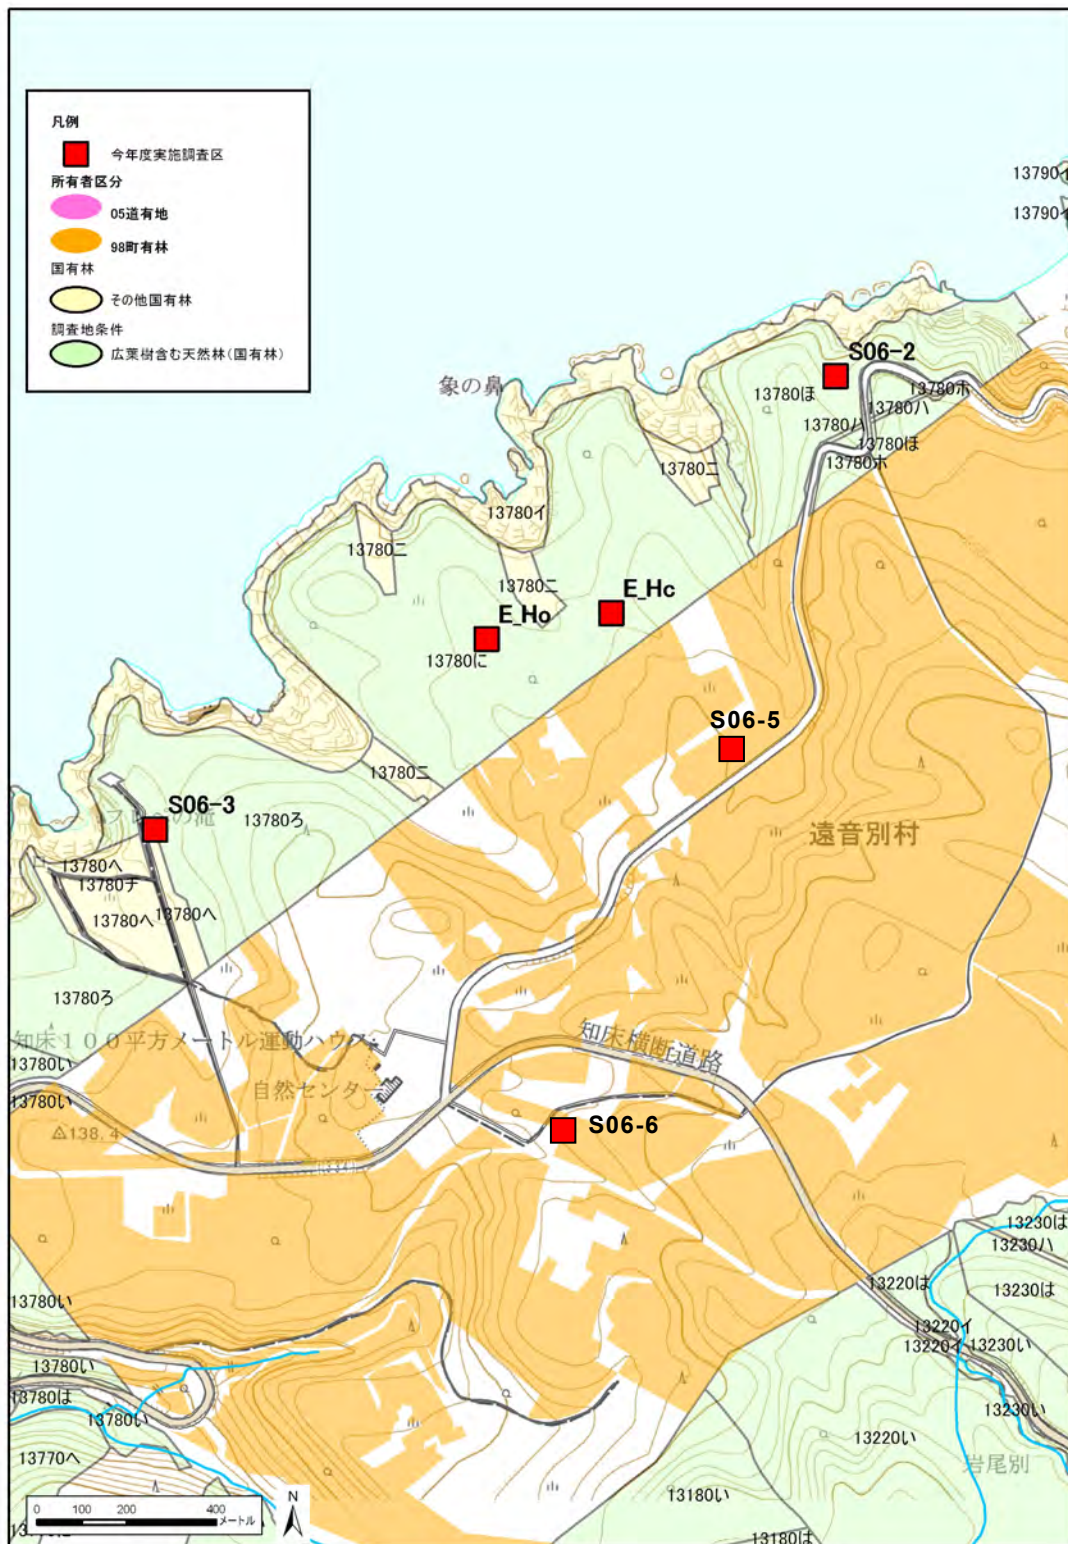 凡例
今年度実施調査区
所有者区分
05道有地
98町有林
国有林
その他国有林
調査地条件
広葉樹含む天然林(国有林)
13790イ
13790イ
象の鼻
S06-2
13780ほ
13780ホ
13780ハ
13780ハ
13780ほ
13780ホ
13780ニ
13780イ
13780ニ
13780ニ
E_Hc
E_Ho
13780に
S06-5
13780ニ
S06-3
の滝
13780ろ
遠音別村
13780ヘ
13780チ
13780ヘ
13780ヘ
13780ろ
知床100平方メートル運動ハウス
知床横断道路
13780い
自然センター
13780い
138.4
S06-6
334
13230は
13230ハ
13220は
13230は
13780い
13220イ
13220イ
13230い
13780い
13780は
13780い
13230い
13220い
13770へ
岩尾別
13180い
13180は
0 100 200 400
メートル
N